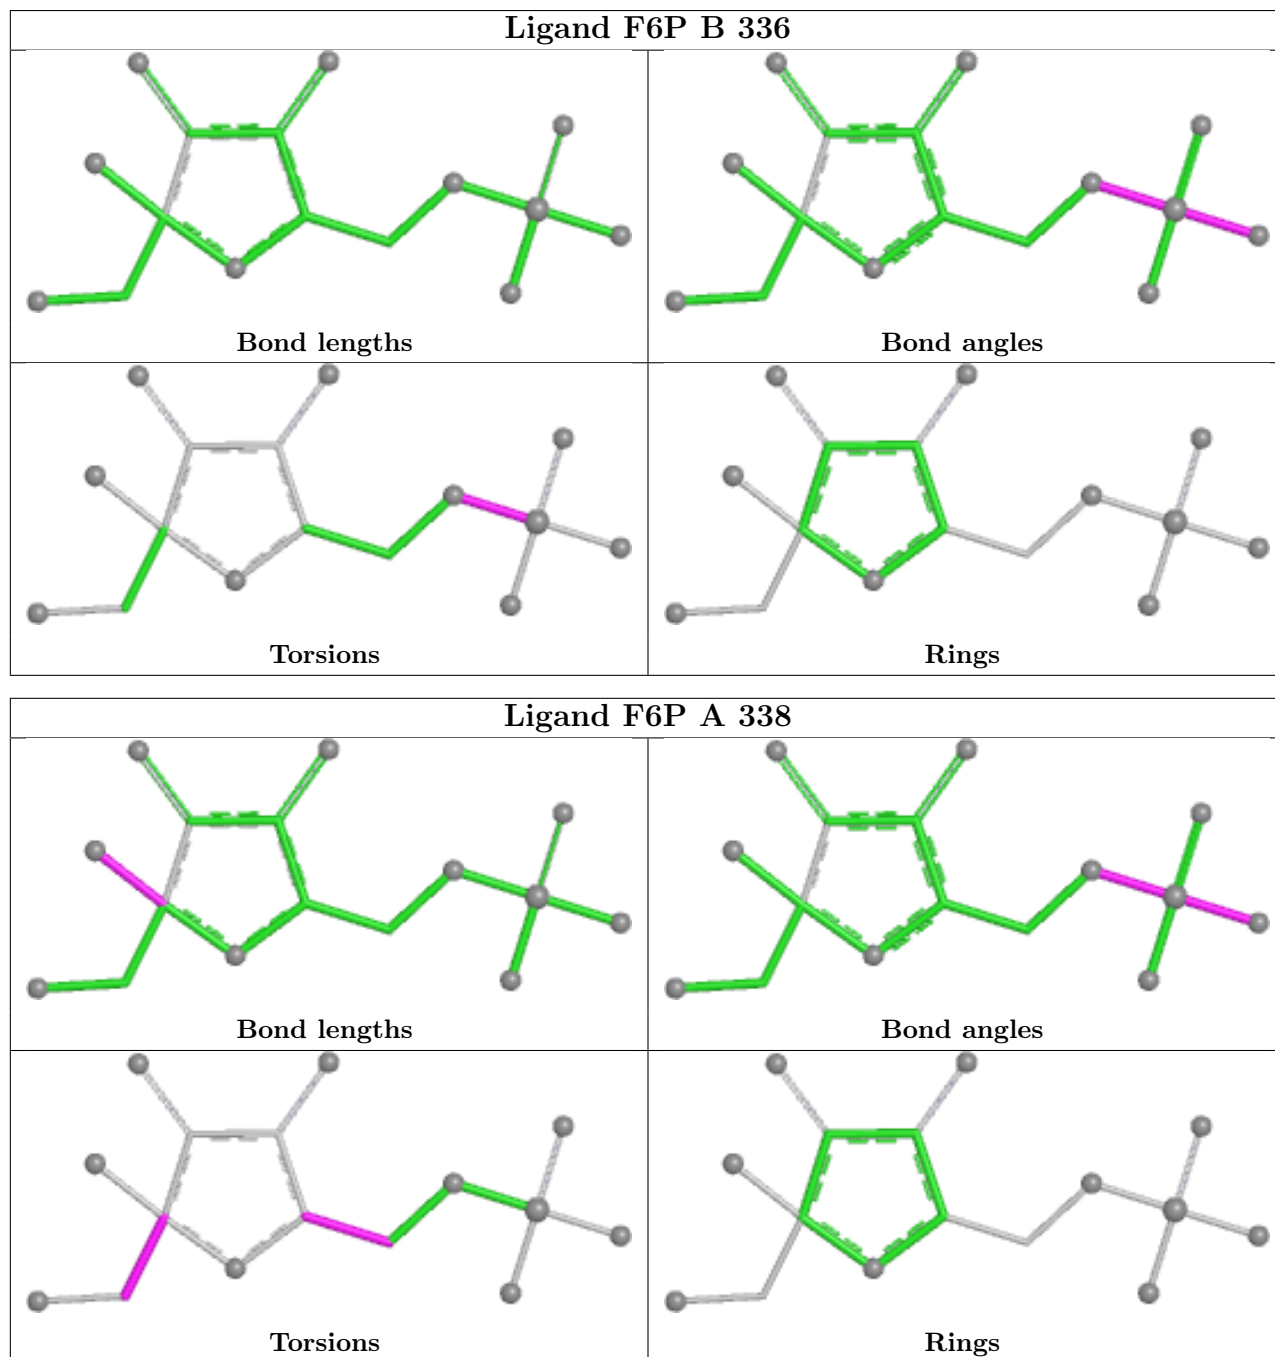 Ligand F6P B 336
Bond lengths
Bond angles
Torsions
Rings
Ligand F6P A 338
Bond lengths
Bond angles
Torsions
Rings